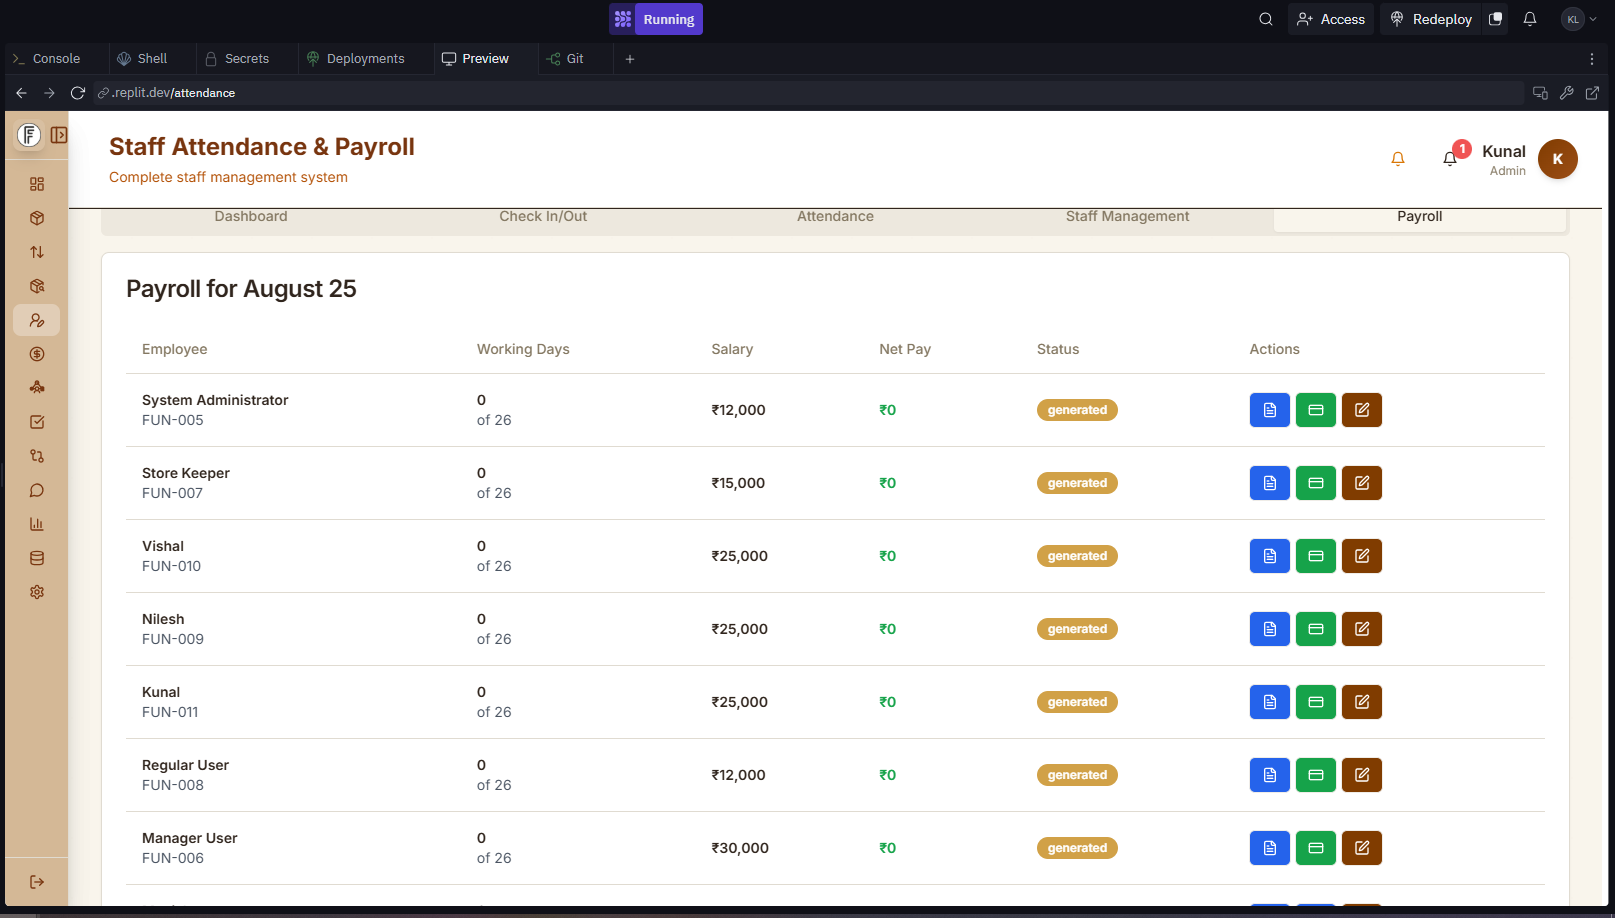 Running
Access
Redeploy
KL
Console
Shell
Secrets
Deployments
Preview
Git
.replit.dev/attendance
Staff Attendance & Payroll
Complete staff management system
1
Kunal
Admin
K
Dashboard
Check In/Out
Attendance
Staff Management
Payroll
Payroll for August 25
Employee Working Days Salary Net Pay Status Actions
System Administrator
FUN-005
0
of 26
₹12,000
₹0
generated
Store Keeper
FUN-007
0
of 26
₹15,000
₹0
generated
Vishal
FUN-010
0
of 26
₹25,000
₹0
generated
Nilesh
FUN-009
0
of 26
₹25,000
₹0
generated
Kunal
FUN-011
0
of 26
₹25,000
₹0
generated
Regular User
FUN-008
0
of 26
₹12,000
₹0
generated
Manager User
FUN-006
0
of 26
₹30,000
₹0
generated